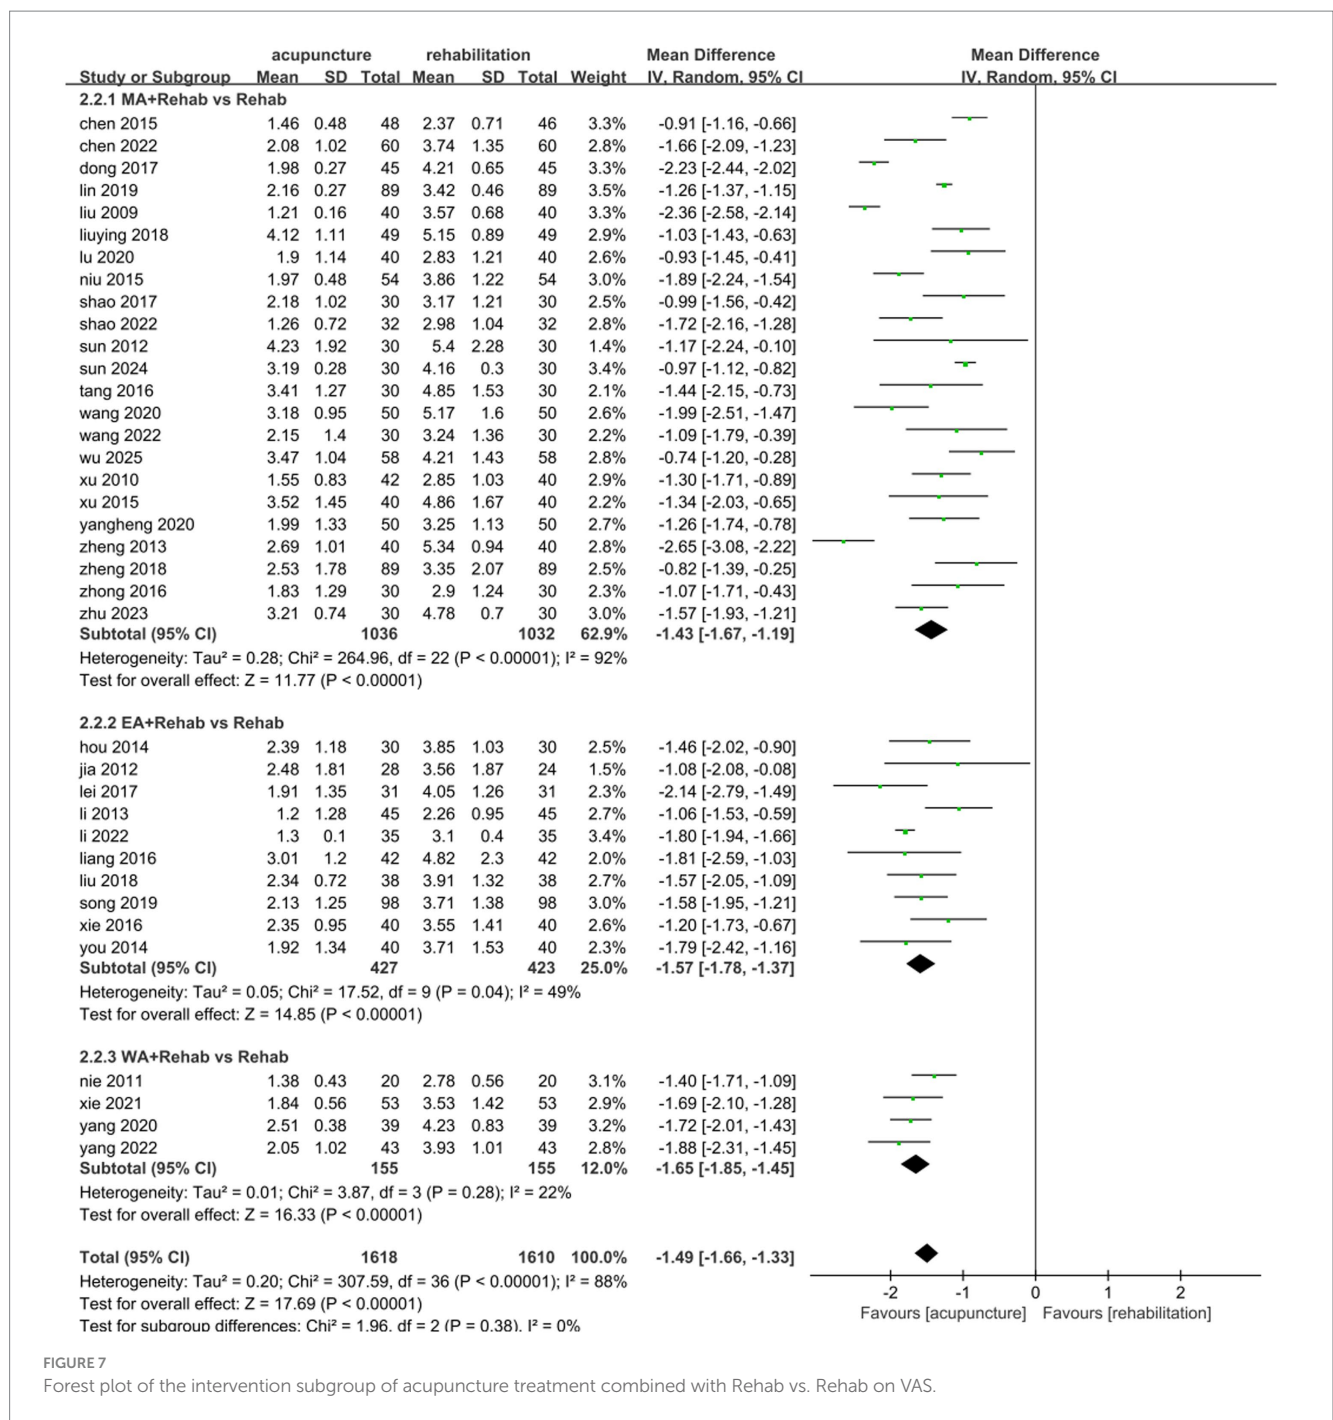 acupuncture rehabilitation Mean Difference Mean Difference
Study or Subgroup Mean SD Total Mean SD Total Weight IV, Random, 95% CI IV, Random, 95% CI
2.2.1 MA+Rehab vs Rehab
chen 2015 1.46 0.48 48 2.37 0.71 46 3.3% -0.91 [-1.16, -0.66]
chen 2022 2.08 1.02 60 3.74 1.35 60 2.8% -1.66 [-2.09, -1.23]
dong 2017 1.98 0.27 45 4.21 0.65 45 3.3% -2.23 [-2.44, -2.02]
lin 2019 2.16 0.27 89 3.42 0.46 89 3.5% -1.26 [-1.37, -1.15]
liu 2009 1.21 0.16 40 3.57 0.68 40 3.3% -2.36 [-2.58, -2.14]
liuying 2018 4.12 1.11 49 5.15 0.89 49 2.9% -1.03 [-1.43, -0.63]
lu 2020 1.9 1.14 40 2.83 1.21 40 2.6% -0.93 [-1.45, -0.41]
niu 2015 1.97 0.48 54 3.86 1.22 54 3.0% -1.89 [-2.24, -1.54]
shao 2017 2.18 1.02 30 3.17 1.21 30 2.5% -0.99 [-1.56, -0.42]
shao 2022 1.26 0.72 32 2.98 1.04 32 2.8% -1.72 [-2.16, -1.28]
sun 2012 4.23 1.92 30 5.4 2.28 30 1.4% -1.17 [-2.24, -0.10]
sun 2024 3.19 0.28 30 4.16 0.3 30 3.4% -0.97 [-1.12, -0.82]
tang 2016 3.41 1.27 30 4.85 1.53 30 2.1% -1.44 [-2.15, -0.73]
wang 2020 3.18 0.95 50 5.17 1.6 50 2.6% -1.99 [-2.51, -1.47]
wang 2022 2.15 1.4 30 3.24 1.36 30 2.2% -1.09 [-1.79, -0.39]
wu 2025 3.47 1.04 58 4.21 1.43 58 2.8% -0.74 [-1.20, -0.28]
xu 2010 1.55 0.83 42 2.85 1.03 40 2.9% -1.30 [-1.71, -0.89]
xu 2015 3.52 1.45 40 4.86 1.67 40 2.2% -1.34 [-2.03, -0.65]
yangheng 2020 1.99 1.33 50 3.25 1.13 50 2.7% -1.26 [-1.74, -0.78]
zheng 2013 2.69 1.01 40 5.34 0.94 40 2.8% -2.65 [-3.08, -2.22]
zheng 2018 2.53 1.78 89 3.35 2.07 89 2.5% -0.82 [-1.39, -0.25]
zhong 2016 1.83 1.29 30 2.9 1.24 30 2.3% -1.07 [-1.71, -0.43]
zhu 2023 3.21 0.74 30 4.78 0.7 30 3.0% -1.57 [-1.93, -1.21]
Subtotal (95% CI) 1036 1032 62.9% -1.43 [-1.67, -1.19]
Heterogeneity: Tau² = 0.28; Chi² = 264.96, df = 22 (P < 0.00001); I² = 92%
Test for overall effect: Z = 11.77 (P < 0.00001)
2.2.2 EA+Rehab vs Rehab
hou 2014 2.39 1.18 30 3.85 1.03 30 2.5% -1.46 [-2.02, -0.90]
jia 2012 2.48 1.81 28 3.56 1.87 24 1.5% -1.08 [-2.08, -0.08]
lei 2017 1.91 1.35 31 4.05 1.26 31 2.3% -2.14 [-2.79, -1.49]
li 2013 1.2 1.28 45 2.26 0.95 45 2.7% -1.06 [-1.53, -0.59]
li 2022 1.3 0.1 35 3.1 0.4 35 3.4% -1.80 [-1.94, -1.66]
liang 2016 3.01 1.2 42 4.82 2.3 42 2.0% -1.81 [-2.59, -1.03]
liu 2018 2.34 0.72 38 3.91 1.32 38 2.7% -1.57 [-2.05, -1.09]
song 2019 2.13 1.25 98 3.71 1.38 98 3.0% -1.58 [-1.95, -1.21]
xie 2016 2.35 0.95 40 3.55 1.41 40 2.6% -1.20 [-1.73, -0.67]
you 2014 1.92 1.34 40 3.71 1.53 40 2.3% -1.79 [-2.42, -1.16]
Subtotal (95% CI) 427 423 25.0% -1.57 [-1.78, -1.37]
Heterogeneity: Tau² = 0.05; Chi² = 17.52, df = 9 (P = 0.04); I² = 49%
Test for overall effect: Z = 14.85 (P < 0.00001)
2.2.3 WA+Rehab vs Rehab
nie 2011 1.38 0.43 20 2.78 0.56 20 3.1% -1.40 [-1.71, -1.09]
xie 2021 1.84 0.56 53 3.53 1.42 53 2.9% -1.69 [-2.10, -1.28]
yang 2020 2.51 0.38 39 4.23 0.83 39 3.2% -1.72 [-2.01, -1.43]
yang 2022 2.05 1.02 43 3.93 1.01 43 2.8% -1.88 [-2.31, -1.45]
Subtotal (95% CI) 155 155 12.0% -1.65 [-1.85, -1.45]
Heterogeneity: Tau² = 0.01; Chi² = 3.87, df = 3 (P = 0.28); I² = 22%
Test for overall effect: Z = 16.33 (P < 0.00001)
Total (95% CI) 1618 1610 100.0% -1.49 [-1.66, -1.33]
Heterogeneity: Tau² = 0.20; Chi² = 307.59, df = 36 (P < 0.00001); I² = 88%
Test for overall effect: Z = 17.69 (P < 0.00001)
Test for subgroup differences: Chi² = 1.96, df = 2 (P = 0.38), I² = 0%
-2 -1 0 1 2
Favours [acupuncture] Favours [rehabilitation]
FIGURE 7
Forest plot of the intervention subgroup of acupuncture treatment combined with Rehab vs. Rehab on VAS.